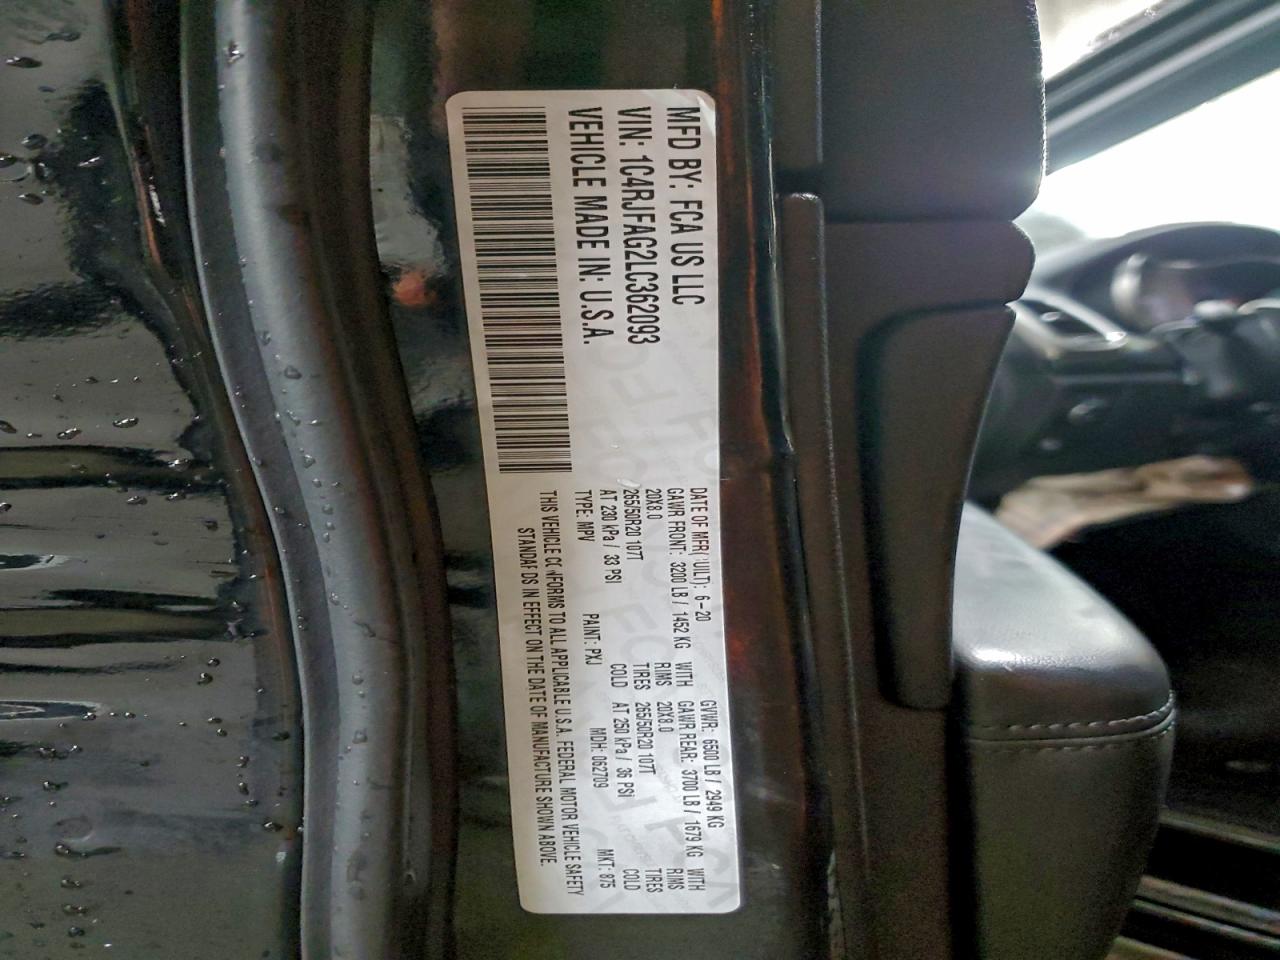 MFD BY: FCA US LLC
VIN: 1C4RJFAG2LC362093
VEHICLE MADE IN: U.S.A.
DATE OF MFR( UILT): 6-20 GVWR: 6500 LB / 2949 KG
GAWR FRONT: 3200 LB / 1452 KG WITH GAWR REAR: 3700 LB / 1679 KG WITH
20X8.0 RIMS 20X8.0 RIMS
265/50R20 107T TIRES 265/50R20 107T TIRES
AT 230 kPa / 33 PSI COLD AT 250 kPa / 36 PSI COLD
TYPE: MPV PAINT: PXJ MDH: 062709 MKT: 875
THIS VEHICLE CONFORMS TO ALL APPLICABLE U.S.A. FEDERAL MOTOR VEHICLE SAFETY
STANDARDS IN EFFECT ON THE DATE OF MANUFACTURE SHOWN ABOVE.